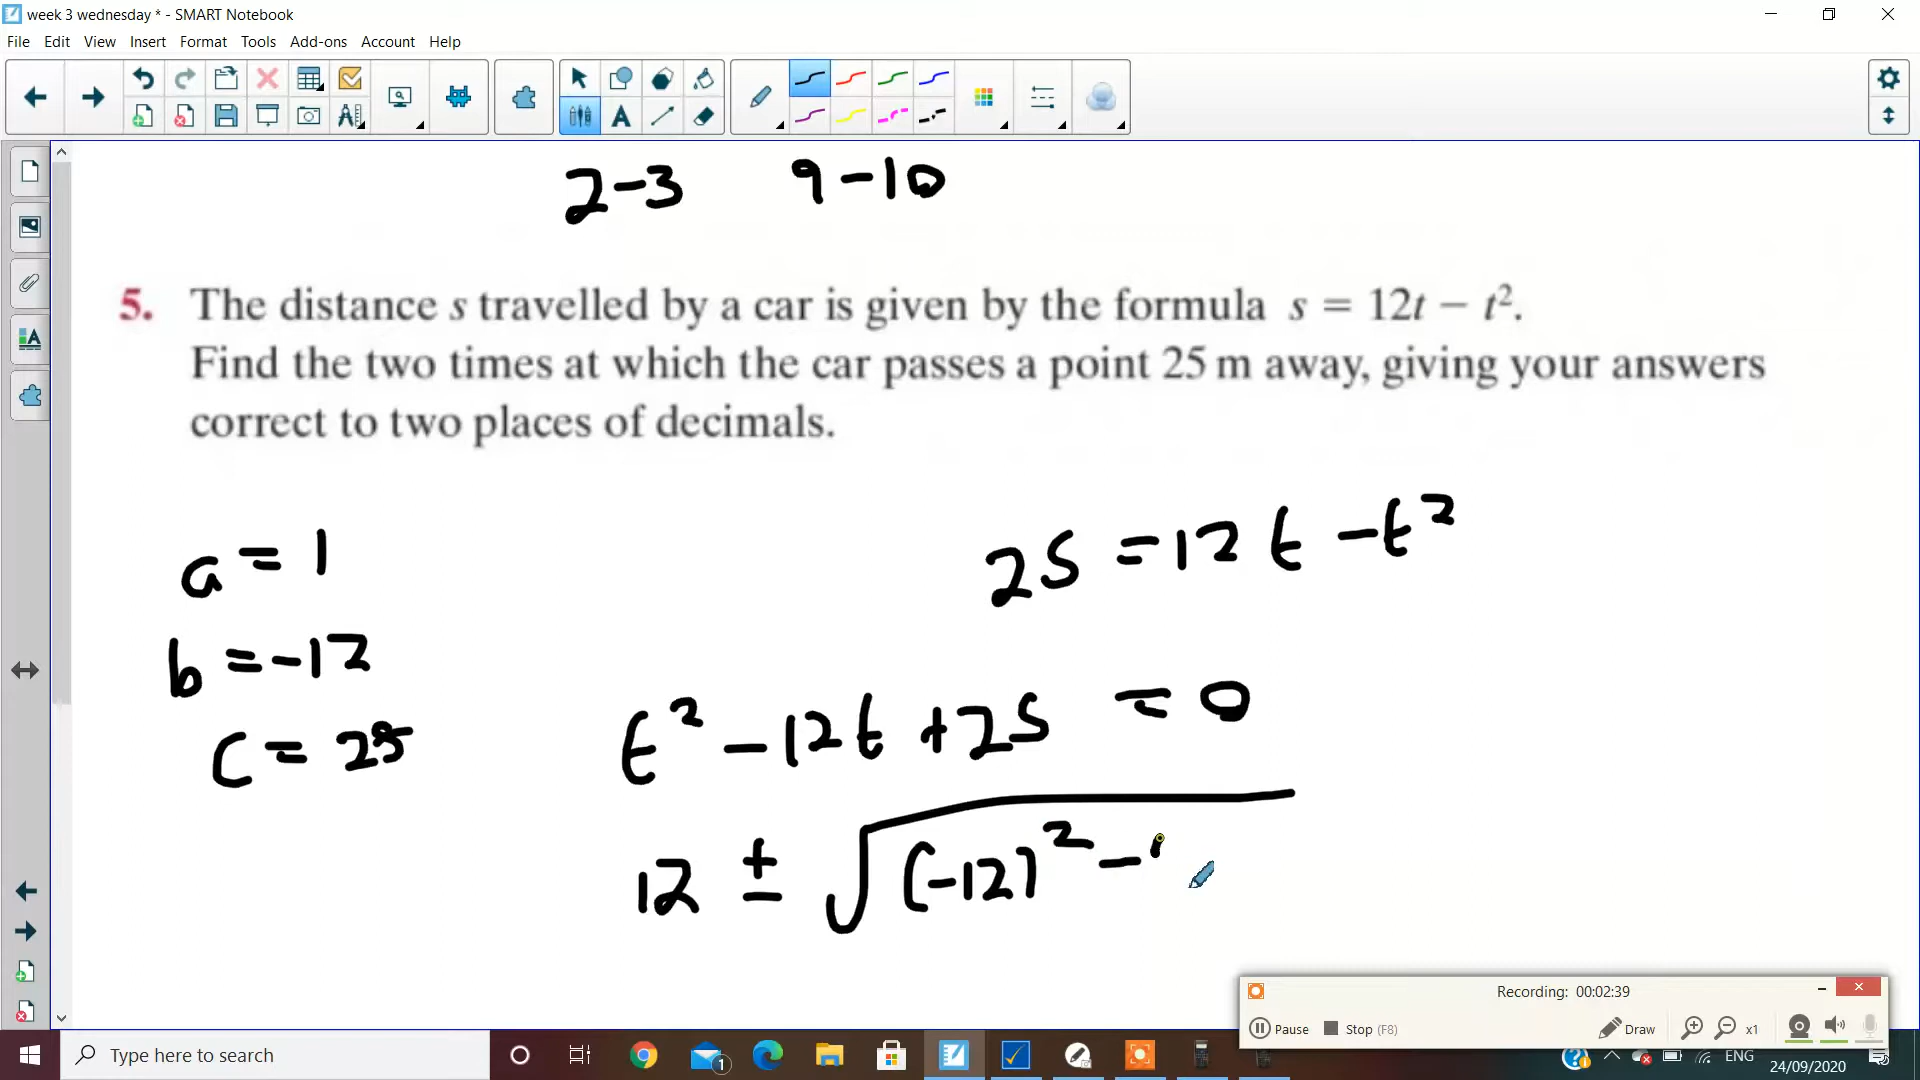 week 3 wednesday * - SMART Notebook
File Edit View Insert Format Tools Add-ons Account Help
2-3 9-10
5. The distance s travelled by a car is given by the formula s = 12t − t².
Find the two times at which the car passes a point 25 m away, giving your answers
correct to two places of decimals.
25 = 12t - t²
a = 1
b = -12
c = 25
t² - 12t + 25 = 0
12 ± √(-12)² -
Recording: 00:02:39
Pause Stop (F8) Draw x1
Type here to search
1
ENG
24/09/2020